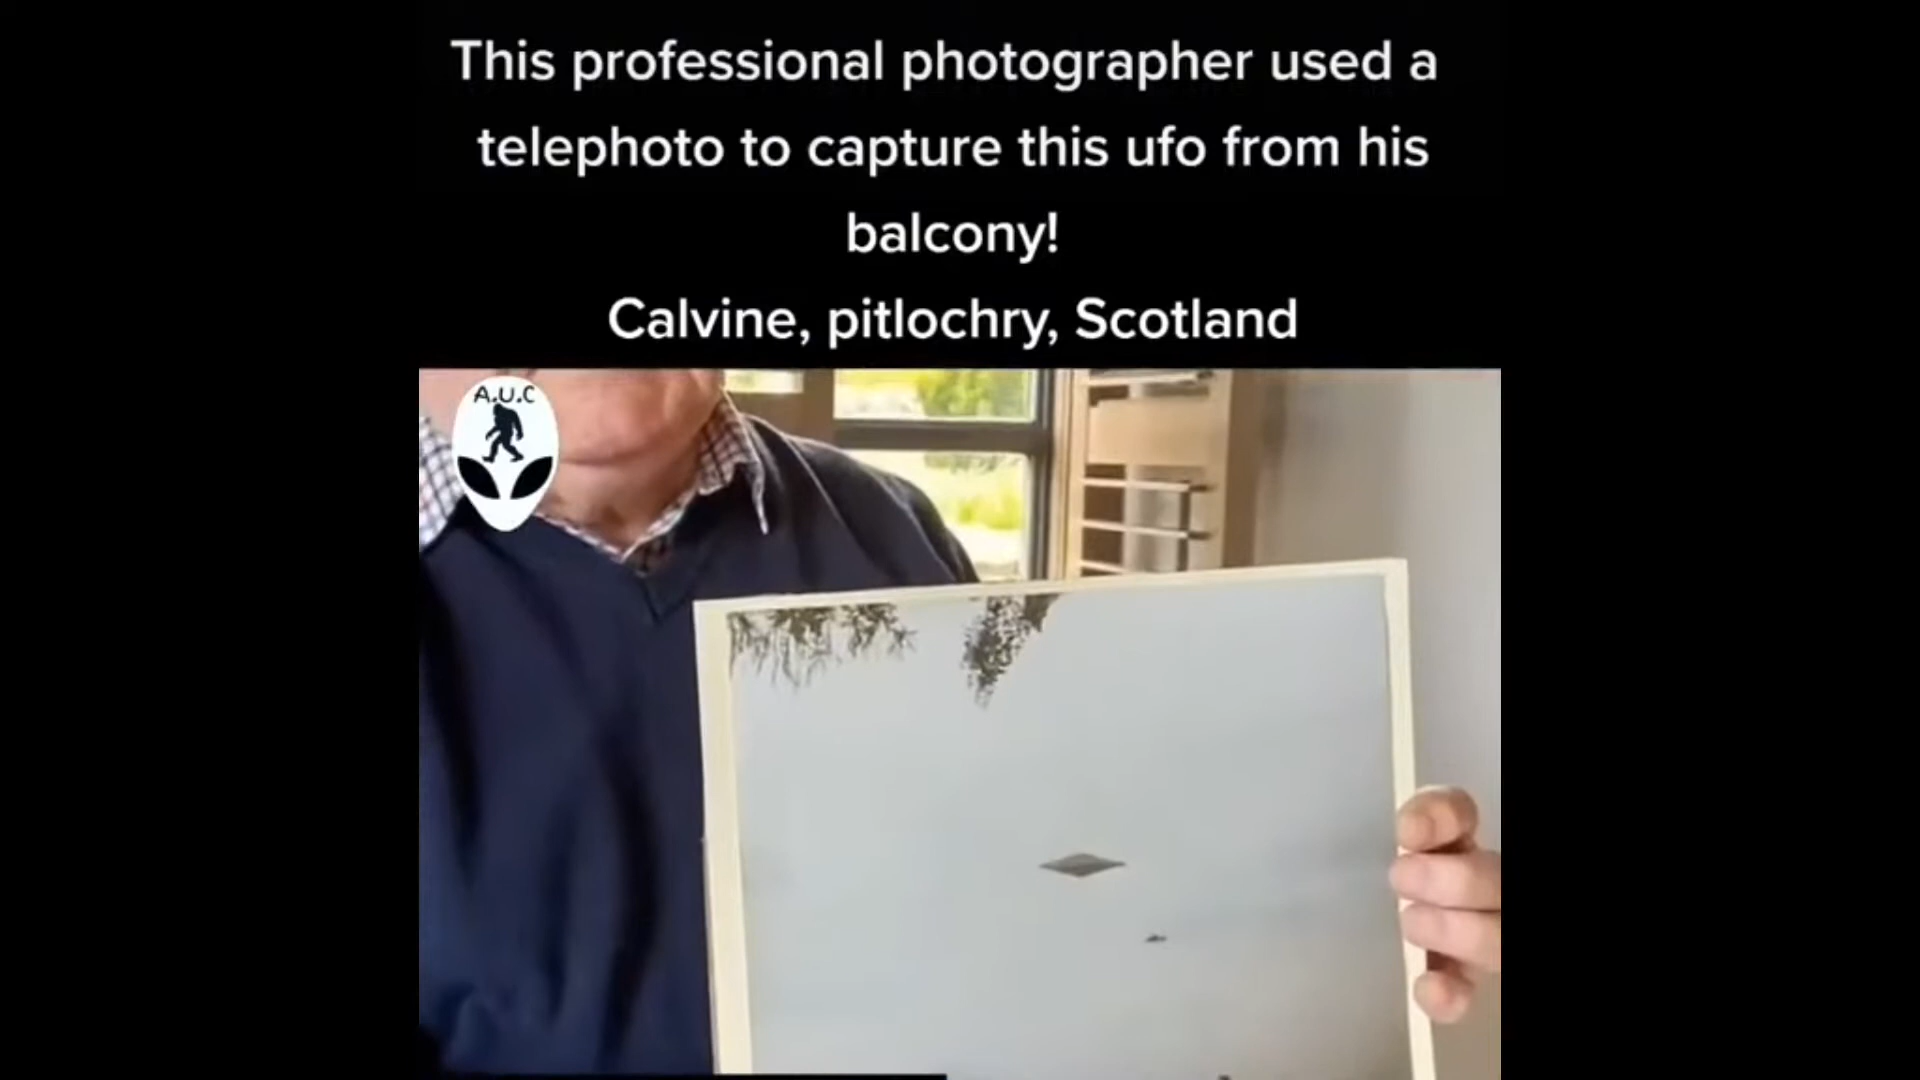 This professional photographer used a
telephoto to capture this ufo from his
balcony!
Calvine, pitlochry, Scotland
A.U.C